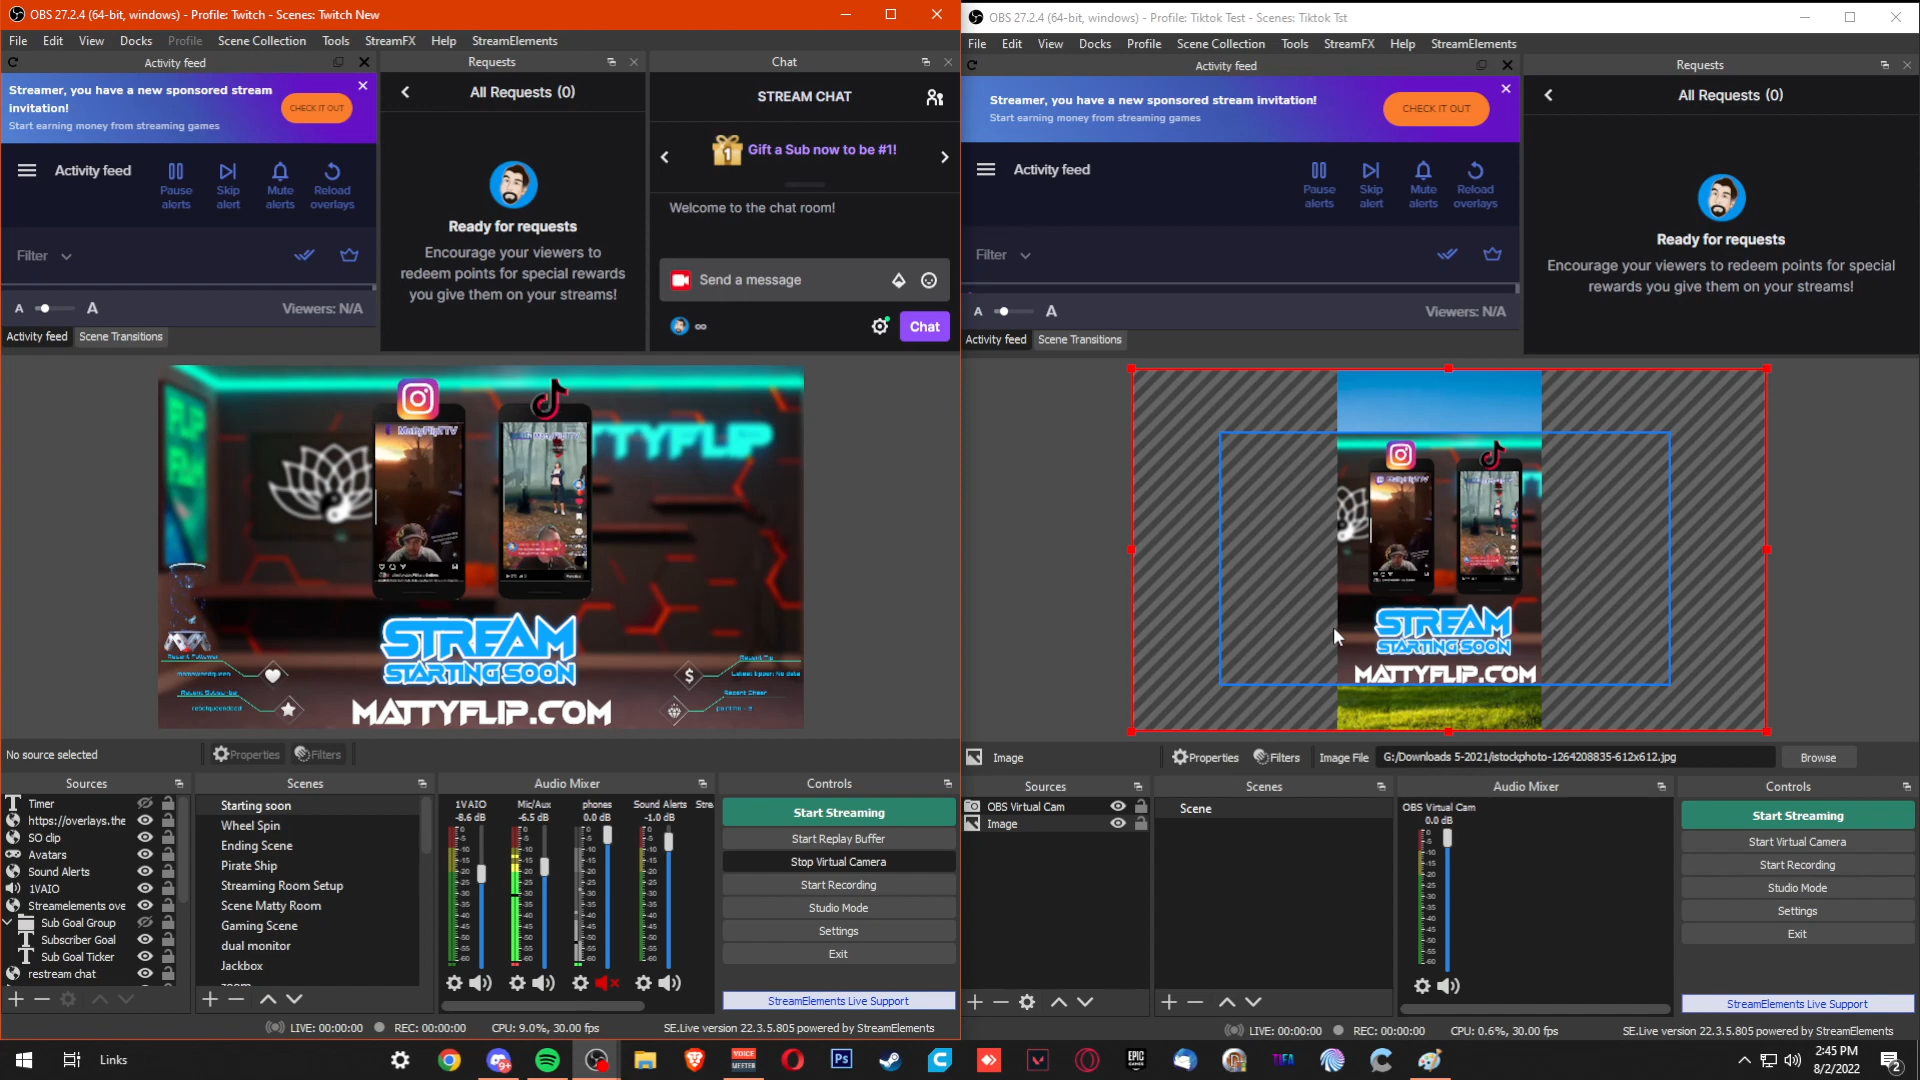 OBS 27.2.4 (64-bit, windows) - Profile: Twitch - Scenes: Twitch New
File Edit View Docks Profile Scene Collection Tools StreamFX Help StreamElements
Activity feed
Streamer, you have a new sponsored stream
invitation!
Start earning money from streaming games
CHECK IT OUT
Activity feed
Pause
alerts
Skip
alert
Mute
alerts
Reload
overlays
Filter
A A Viewers: N/A
Activity feed Scene Transitions
Requests
All Requests (0)
Ready for requests
Encourage your viewers to
redeem points for special rewards
you give them on your streams!
Chat
STREAM CHAT
1
Gift a Sub now to be #1!
Welcome to the chat room!
Send a message
Chat
FLIP
FLIP
MATTYFLIP
STREAM
STARTING SOON
MATTYFLIP.COM
Recent Follower
Recent Subscriber
No source selected
Properties Filters
Sources
Timer
https://overlays.the
SO clip
Avatars
Sound Alerts
1VAIO
Streamelements ove
Sub Goal Group
Subscriber Goal
Sub Goal Ticker
restream chat
Scenes
Starting soon
Wheel Spin
Ending Scene
Pirate Ship
Streaming Room Setup
Scene Matty Room
Gaming Scene
dual monitor
Jackbox
zoom
Audio Mixer
1VAIO Mic/Aux phones Sound Alerts Stre
-8.6 dB -6.5 dB 0.0 dB -1.0 dB
Controls
Start Streaming
Start Replay Buffer
Stop Virtual Camera
Start Recording
Studio Mode
Settings
Exit
StreamElements Live Support
LIVE: 00:00:00 REC: 00:00:00 CPU: 9.0%, 30.00 fps SE.Live version 22.3.5.805 powered by StreamElements
OBS 27.2.4 (64-bit, windows) - Profile: Tiktok Test - Scenes: Tiktok Tst
File Edit View Docks Profile Scene Collection Tools StreamFX Help StreamElements
Activity feed
Streamer, you have a new sponsored stream invitation!
Start earning money from streaming games
CHECK IT OUT
Activity feed
Pause
alerts
Skip
alert
Mute
alerts
Reload
overlays
Filter
A A Viewers: N/A
Activity feed Scene Transitions
Requests
All Requests (0)
Ready for requests
Encourage your viewers to redeem points for special
rewards you give them on your streams!
STREAM
STARTING SOON
MATTYFLIP.COM
Image Properties Filters Image File G:/Downloads 5-2021/istockphoto-1264208835-612x612.jpg Browse
Sources
OBS Virtual Cam
Image
Scenes
Scene
Audio Mixer
OBS Virtual Cam
0.0 dB
Controls
Start Streaming
Start Virtual Camera
Start Recording
Studio Mode
Settings
Exit
StreamElements Live Support
LIVE: 00:00:00 REC: 00:00:00 CPU: 0.6%, 30.00 fps SE.Live version 22.3.5.805 powered by StreamElements
Links
VOICE
MEETER
Ps
EPIC
GAMES
TIFA
2:45 PM
8/2/2022
2